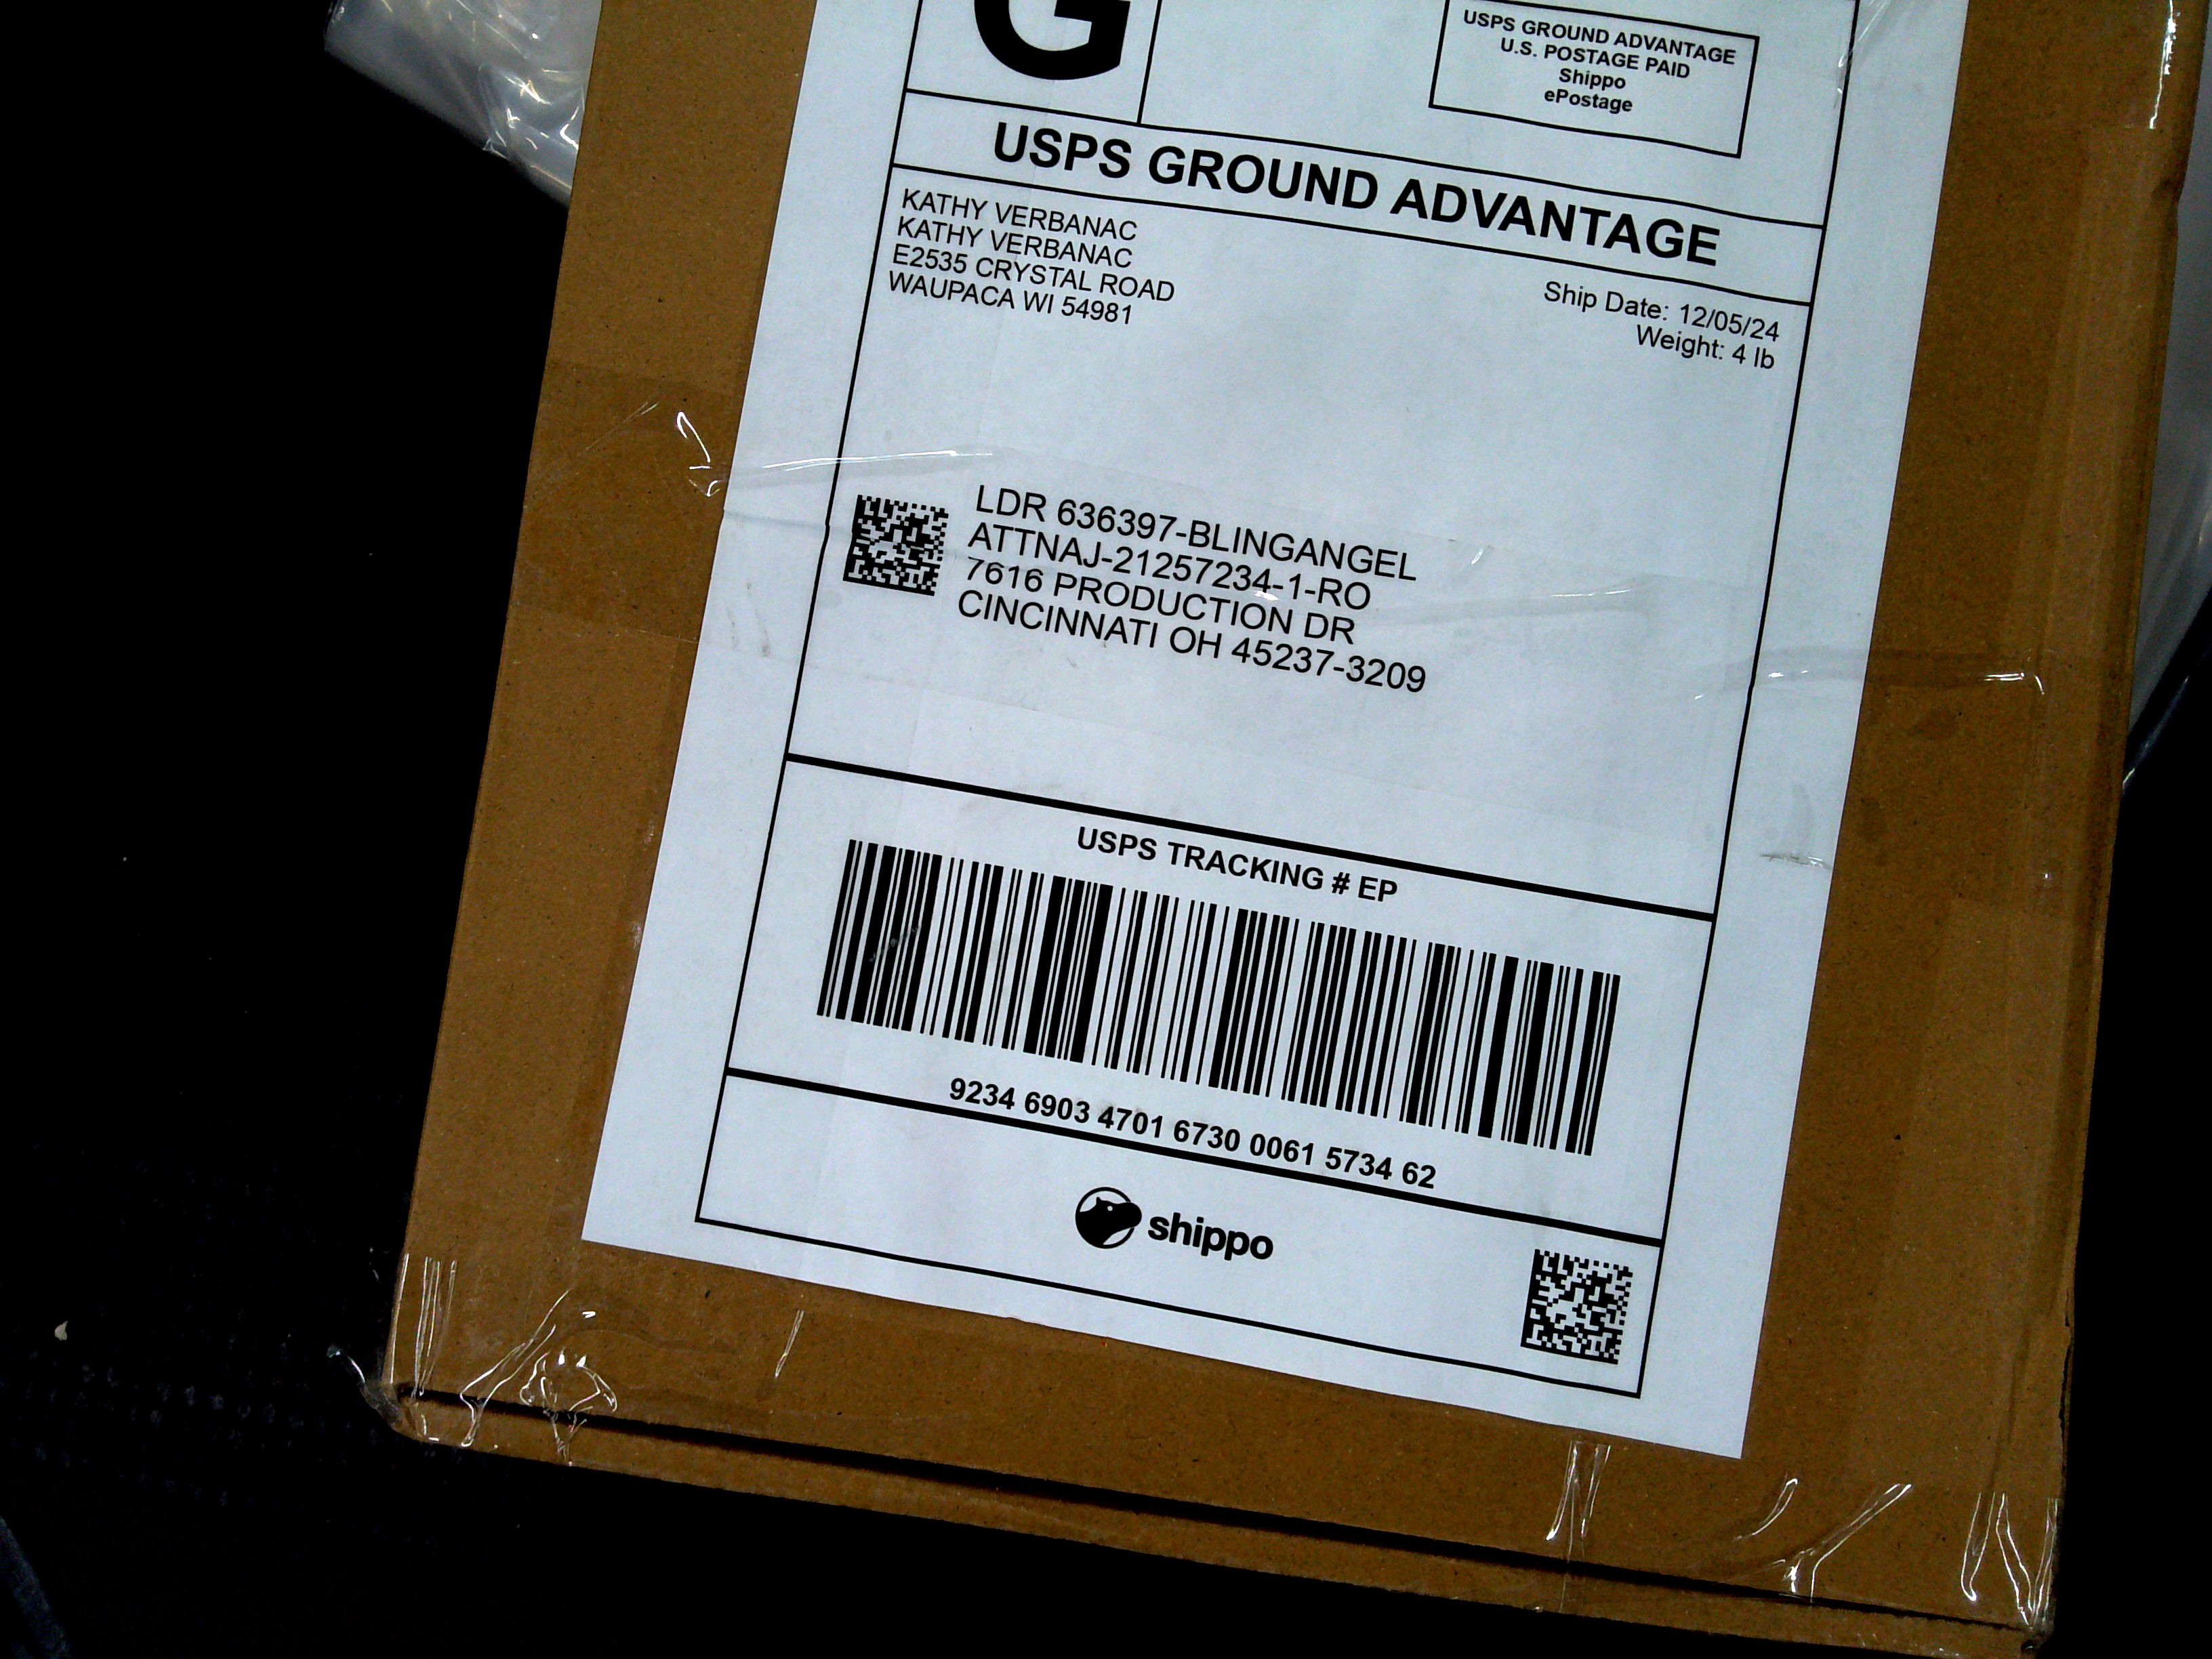 G
USPS GROUND ADVANTAGE
U.S. POSTAGE PAID
Shippo
ePostage
USPS GROUND ADVANTAGE
KATHY VERBANAC
KATHY VERBANAC
E2535 CRYSTAL ROAD
WAUPACA WI 54981
Ship Date: 12/05/24
Weight: 4 lb
LDR 636397-BLINGANGEL
ATTNAJ-21257234-1-RO
7616 PRODUCTION DR
CINCINNATI OH 45237-3209
USPS TRACKING # EP
9234 6903 4701 6730 0061 5734 62
shippo